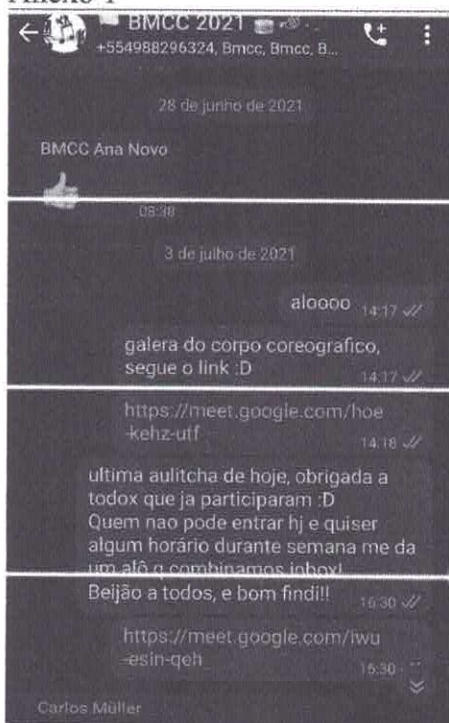 BMCC 2021
+554988296324, Bmcc, Bmcc, B...
28 de junho de 2021
BMCC Ana Novo
08:38
3 de julho de 2021
aloooo 14:17
galera do corpo coreografico,
segue o link :D
14:17
https://meet.google.com/hoe
-kehz-utf
14:18
ultima aulitcha de hoje, obrigada a
todox que ja participaram :D
Quem nao pode entrar hj e quiser
algum horário durante semana me da
um alô q combinamos inbox!
Beijão a todos, e bom findi!!
16:30
https://meet.google.com/iwu
-esin-qeh
16:30
Carlos Müller